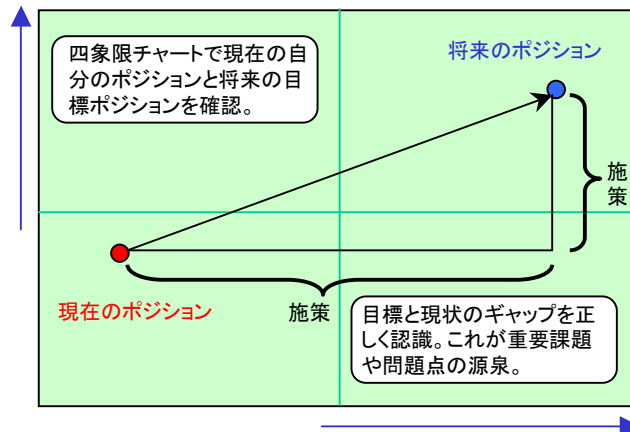 四象限チャートで現在の自
分のポジションと将来の目
標ポジションを確認。
将来のポジション
施
策
現在のポジション
施策
目標と現状のギャップを正
しく認識。これが重要課題
や問題点の源泉。